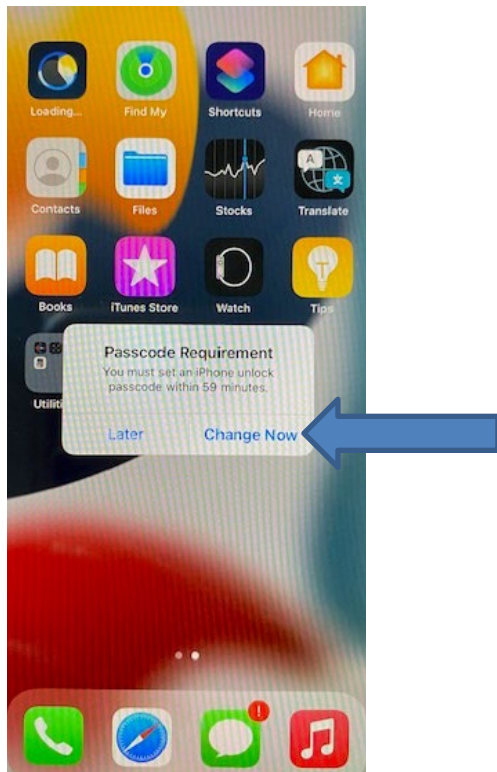 Loading...
Find My
Shortcuts
Home
Contacts
Files
Stocks
Translate
Books
iTunes Store
Watch
Tips
Utiliti
Passcode Requirement
You must set an iPhone unlock
passcode within 59 minutes.
Later
Change Now